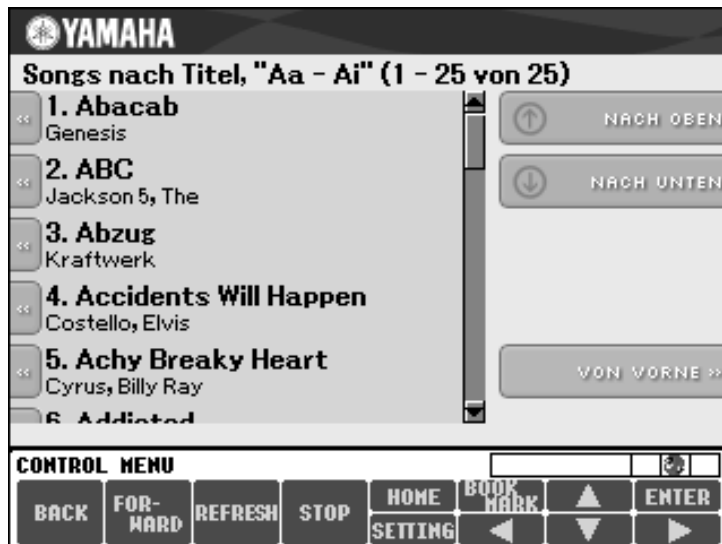 YAMAHA
Songs nach Titel, "Aa - Ai" (1 - 25 von 25)
« 1. Abacab
Genesis
« 2. ABC
Jackson 5, The
« 3. Abzug
Kraftwerk
« 4. Accidents Will Happen
Costello, Elvis
« 5. Achy Breaky Heart
Cyrus, Billy Ray
6. Addicted
NACH OBEN
NACH UNTEN
VON VORNE »
CONTROL MENU
BACK
FOR-
WARD
REFRESH
STOP
HOME
SETTING
BOOK
MARK
ENTER